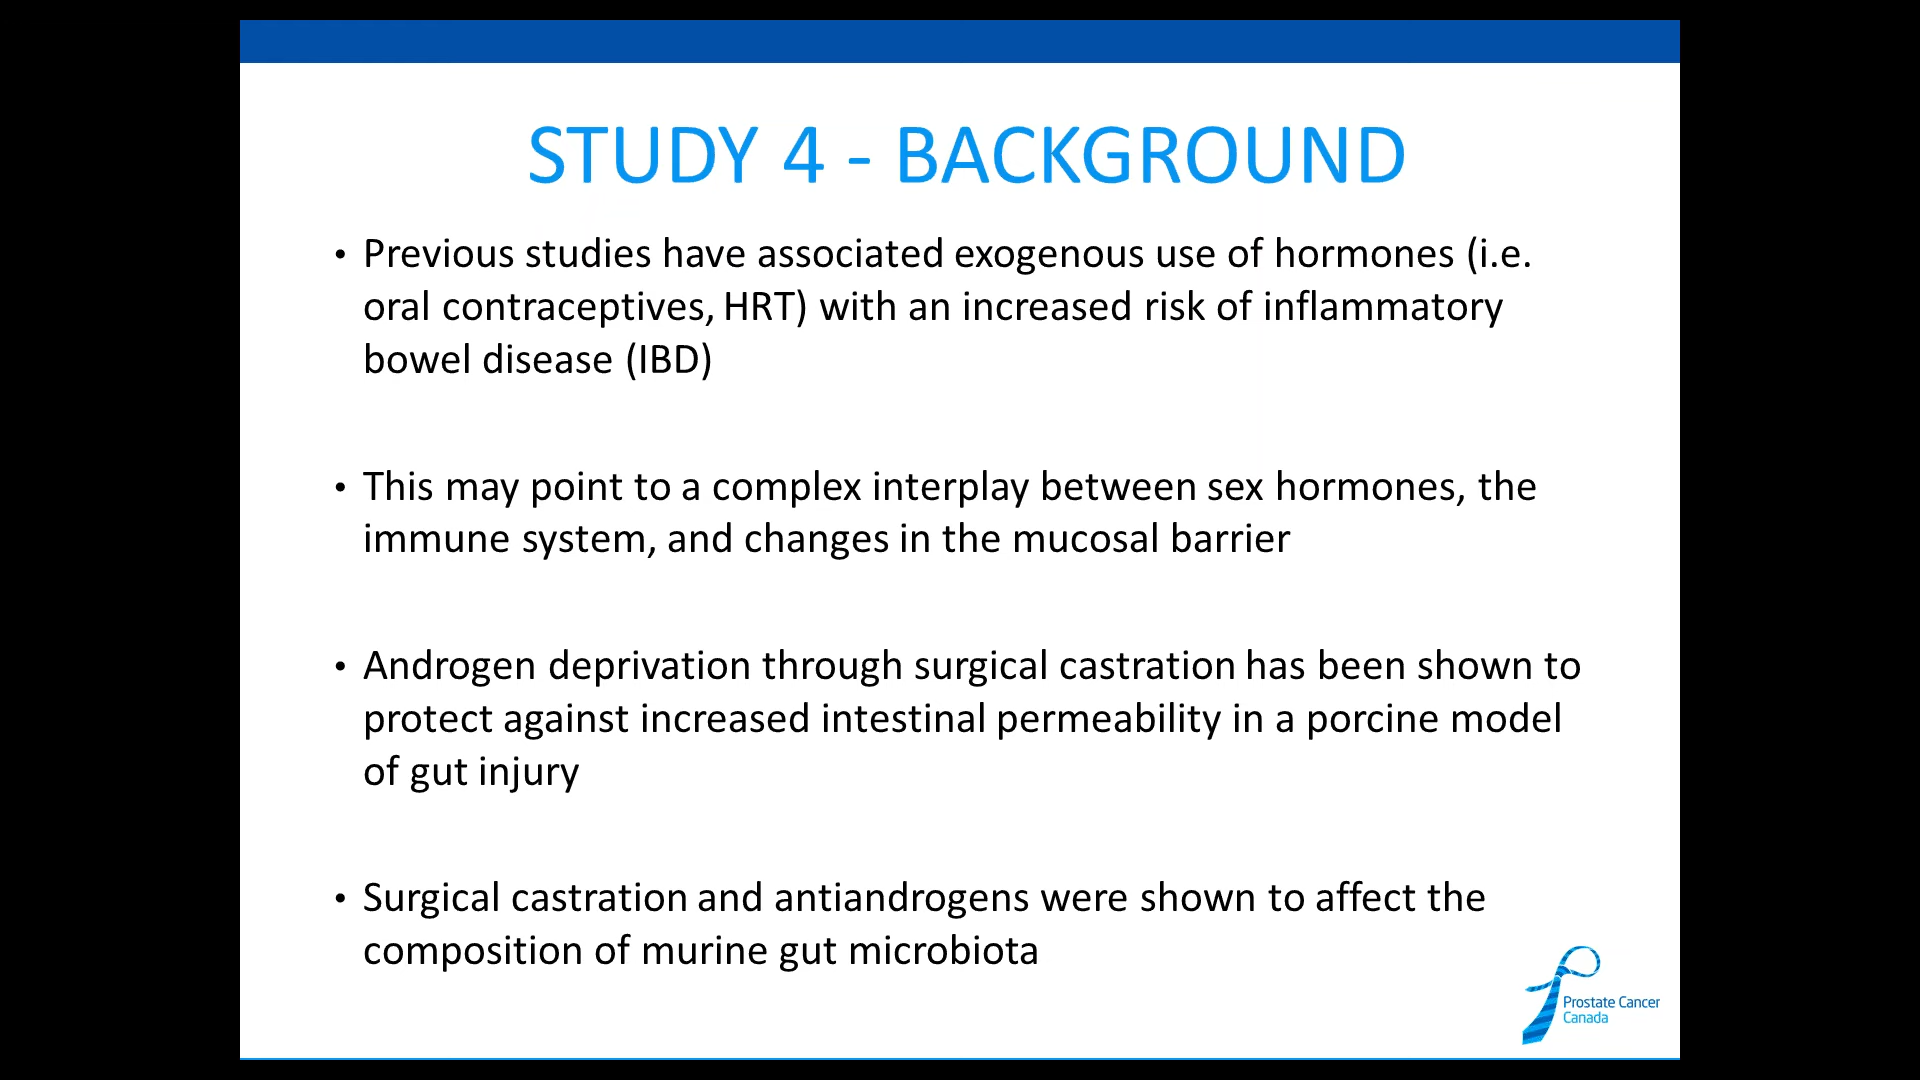 STUDY 4 - BACKGROUND
• Previous studies have associated exogenous use of hormones (i.e.
oral contraceptives, HRT) with an increased risk of inflammatory
bowel disease (IBD)
• This may point to a complex interplay between sex hormones, the
immune system, and changes in the mucosal barrier
• Androgen deprivation through surgical castration has been shown to
protect against increased intestinal permeability in a porcine model
of gut injury
• Surgical castration and antiandrogens were shown to affect the
composition of murine gut microbiota
Prostate Cancer
Canada